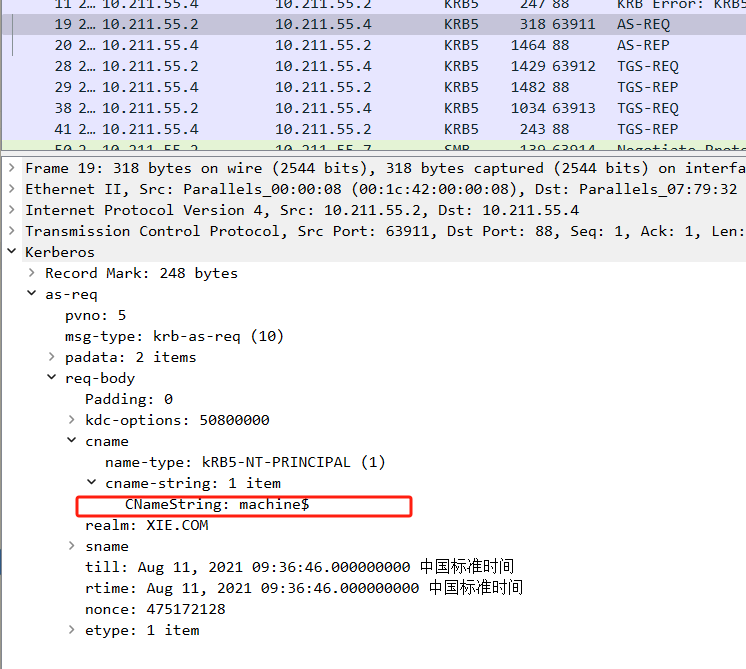 11 2… 10.211.55.4 10.211.55.2 KRB5 247 88 KRB Error: KRB5
19 2… 10.211.55.2 10.211.55.4 KRB5 318 63911 AS-REQ
20 2… 10.211.55.4 10.211.55.2 KRB5 1464 88 AS-REP
28 2… 10.211.55.2 10.211.55.4 KRB5 1429 63912 TGS-REQ
29 2… 10.211.55.4 10.211.55.2 KRB5 1482 88 TGS-REP
38 2… 10.211.55.2 10.211.55.4 KRB5 1034 63913 TGS-REQ
41 2… 10.211.55.4 10.211.55.2 KRB5 243 88 TGS-REP
50 2… 10.211.55.2 10.211.55.7 SMB 139 63914 Negotiate Proto
Frame 19: 318 bytes on wire (2544 bits), 318 bytes captured (2544 bits) on interfa
Ethernet II, Src: Parallels_00:00:08 (00:1c:42:00:00:08), Dst: Parallels_07:79:32
Internet Protocol Version 4, Src: 10.211.55.2, Dst: 10.211.55.4
Transmission Control Protocol, Src Port: 63911, Dst Port: 88, Seq: 1, Ack: 1, Len:
Kerberos
Record Mark: 248 bytes
as-req
pvno: 5
msg-type: krb-as-req (10)
padata: 2 items
req-body
Padding: 0
kdc-options: 50800000
cname
name-type: kRB5-NT-PRINCIPAL (1)
cname-string: 1 item
CNameString: machine$
realm: XIE.COM
sname
till: Aug 11, 2021 09:36:46.000000000 中国标准时间
rtime: Aug 11, 2021 09:36:46.000000000 中国标准时间
nonce: 475172128
etype: 1 item